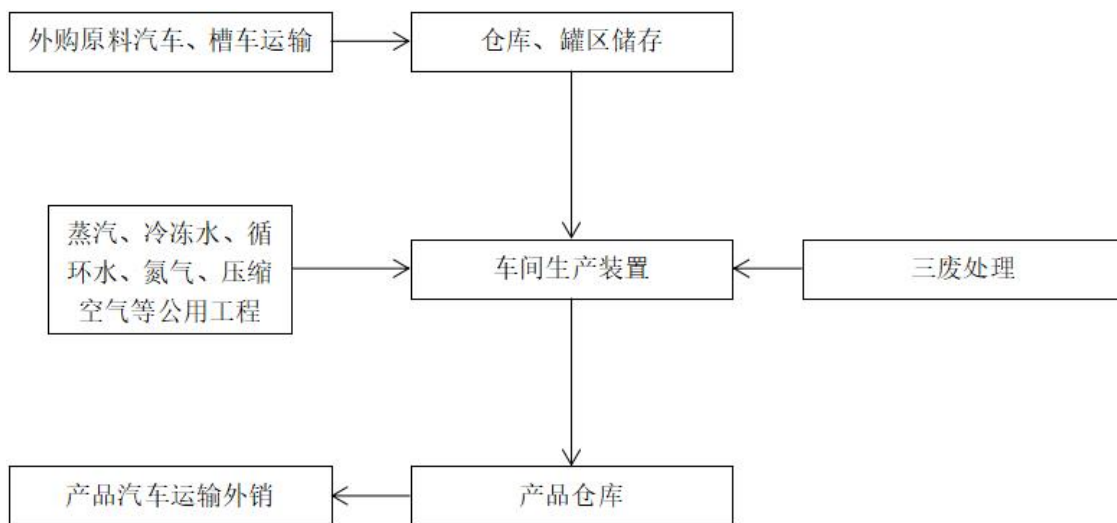 外购原料汽车、槽车运输
仓库、罐区储存
蒸汽、冷冻水、循
环水、氮气、压缩
空气等公用工程
车间生产装置
三废处理
产品汽车运输外销
产品仓库